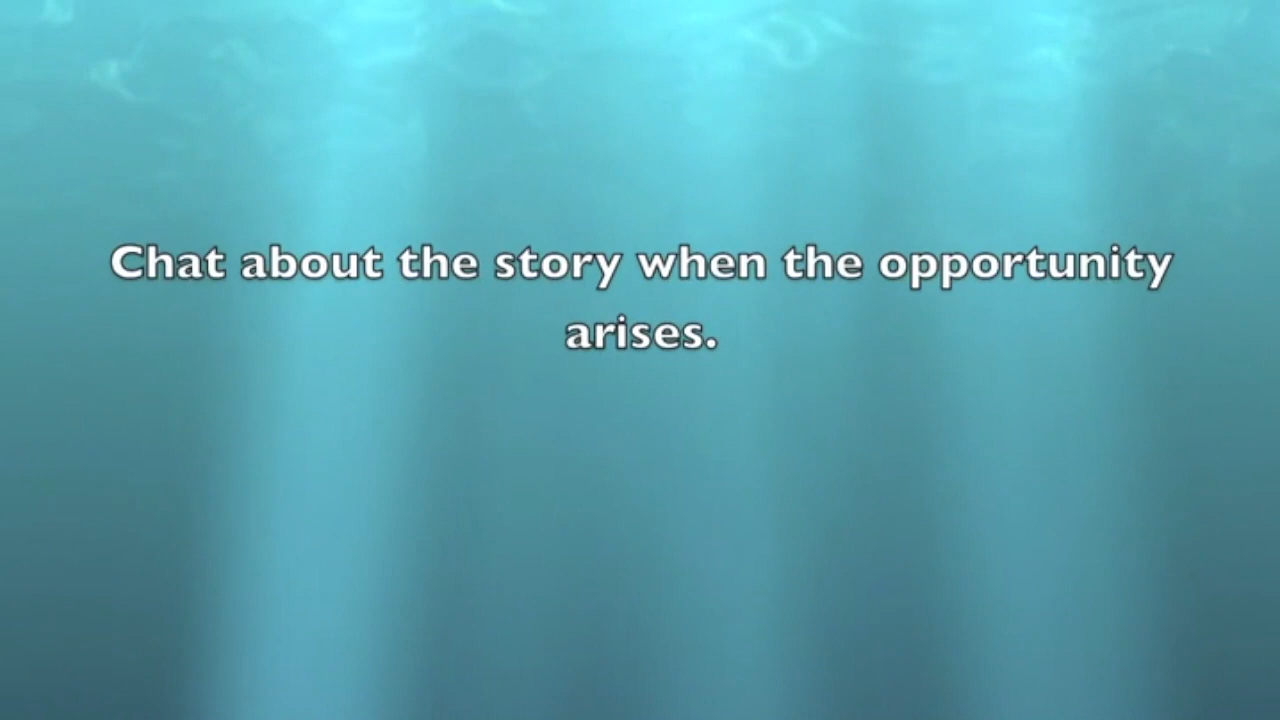 Chat about the story when the opportunity
arises.